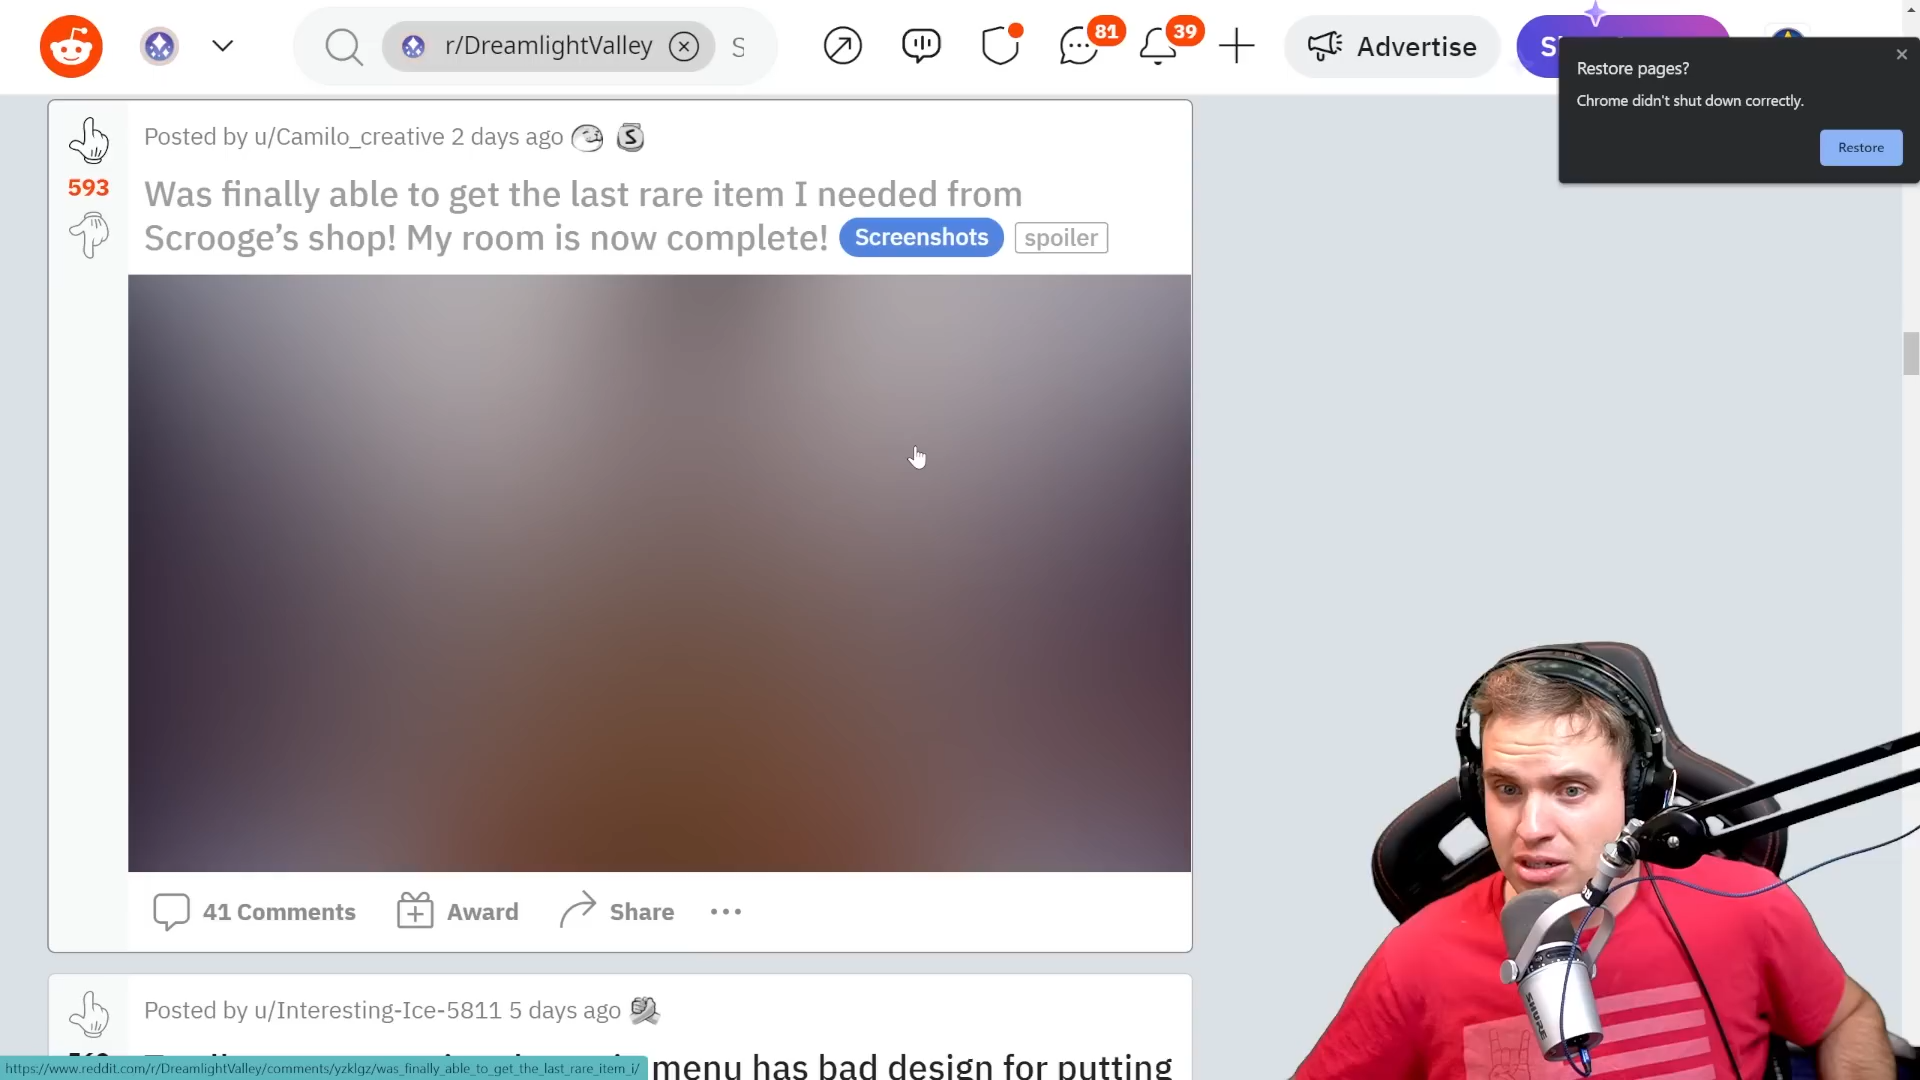 r/DreamlightValley
S
81
39
Advertise
Restore pages?
Chrome didn't shut down correctly.
Restore
Posted by u/Camilo_creative 2 days ago
593
Was finally able to get the last rare item I needed from
Scrooge's shop! My room is now complete! Screenshots spoiler
41 Comments
Award
Share
Posted by u/Interesting-Ice-5811 5 days ago
menu has bad design for putting
https://www.reddit.com/r/DreamlightValley/comments/yzklgz/was_finally_able_to_get_the_last_rare_item_i/
SHURE